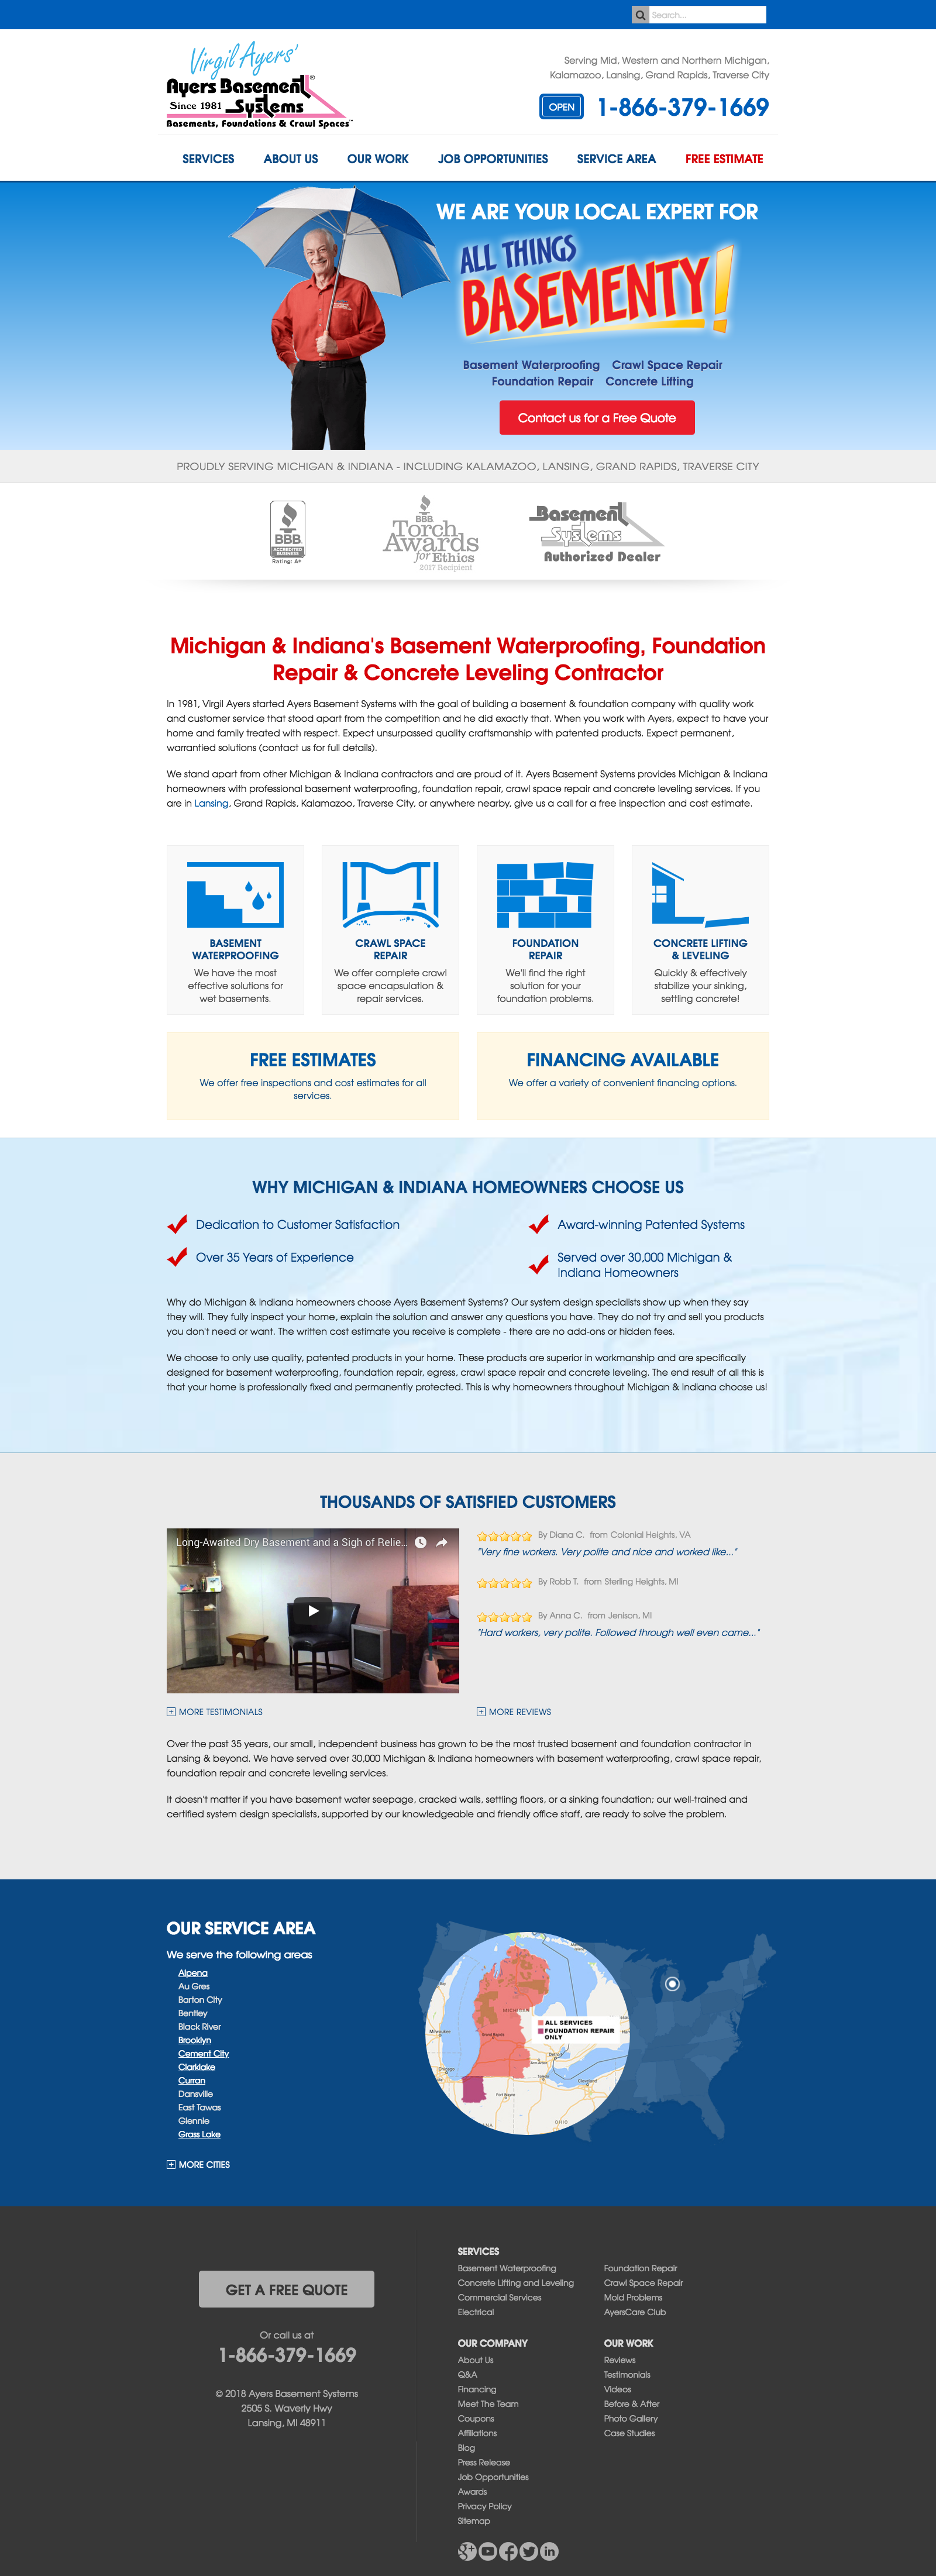 Search...
Virgil Ayers'
Ayers Basement®
Since 1981 Systems
Basements, Foundations & Crawl Spaces™
Serving Mid, Western and Northern Michigan,
Kalamazoo, Lansing, Grand Rapids, Traverse City
OPEN 1-866-379-1669
SERVICES ABOUT US OUR WORK JOB OPPORTUNITIES SERVICE AREA FREE ESTIMATE
WE ARE YOUR LOCAL EXPERT FOR
ALL THINGS
BASEMENTY!
Basement Waterproofing Crawl Space Repair
Foundation Repair Concrete Lifting
Contact us for a Free Quote
PROUDLY SERVING MICHIGAN & INDIANA - INCLUDING KALAMAZOO, LANSING, GRAND RAPIDS, TRAVERSE CITY
BBB
ACCREDITED
BUSINESS
Rating: A+
BBB
Torch
Awards
for Ethics
2017 Recipient
Basement
Systems
Authorized Dealer
Michigan & Indiana's Basement Waterproofing, Foundation
Repair & Concrete Leveling Contractor
In 1981, Virgil Ayers started Ayers Basement Systems with the goal of building a basement & foundation company with quality work
and customer service that stood apart from the competition and he did exactly that. When you work with Ayers, expect to have your
home and family treated with respect. Expect unsurpassed quality craftsmanship with patented products. Expect permanent,
warrantied solutions (contact us for full details).
We stand apart from other Michigan & Indiana contractors and are proud of it. Ayers Basement Systems provides Michigan & Indiana
homeowners with professional basement waterproofing, foundation repair, crawl space repair and concrete leveling services. If you
are in Lansing, Grand Rapids, Kalamazoo, Traverse City, or anywhere nearby, give us a call for a free inspection and cost estimate.
BASEMENT
WATERPROOFING
We have the most
effective solutions for
wet basements.
CRAWL SPACE
REPAIR
We offer complete crawl
space encapsulation &
repair services.
FOUNDATION
REPAIR
We'll find the right
solution for your
foundation problems.
CONCRETE LIFTING
& LEVELING
Quickly & effectively
stabilize your sinking,
settling concrete!
FREE ESTIMATES
We offer free inspections and cost estimates for all
services.
FINANCING AVAILABLE
We offer a variety of convenient financing options.
WHY MICHIGAN & INDIANA HOMEOWNERS CHOOSE US
Dedication to Customer Satisfaction
Award-winning Patented Systems
Over 35 Years of Experience
Served over 30,000 Michigan &
Indiana Homeowners
Why do Michigan & Indiana homeowners choose Ayers Basement Systems? Our system design specialists show up when they say
they will. They fully inspect your home, explain the solution and answer any questions you have. They do not try and sell you products
you don't need or want. The written cost estimate you receive is complete - there are no add-ons or hidden fees.
We choose to only use quality, patented products in your home. These products are superior in workmanship and are specifically
designed for basement waterproofing, foundation repair, egress, crawl space repair and concrete leveling. The end result of all this is
that your home is professionally fixed and permanently protected. This is why homeowners throughout Michigan & Indiana choose us!
THOUSANDS OF SATISFIED CUSTOMERS
Long-Awaited Dry Basement and a Sigh of Relie...
By Diana C. from Colonial Heights, VA
"Very fine workers. Very polite and nice and worked like..."
By Robb T. from Sterling Heights, MI
By Anna C. from Jenison, MI
"Hard workers, very polite. Followed through well even came..."
MORE TESTIMONIALS
MORE REVIEWS
Over the past 35 years, our small, independent business has grown to be the most trusted basement and foundation contractor in
Lansing & beyond. We have served over 30,000 Michigan & Indiana homeowners with basement waterproofing, crawl space repair,
foundation repair and concrete leveling services.
It doesn't matter if you have basement water seepage, cracked walls, settling floors, or a sinking foundation; our well-trained and
certified system design specialists, supported by our knowledgeable and friendly office staff, are ready to solve the problem.
OUR SERVICE AREA
We serve the following areas
Alpena
Au Gres
Barton City
Bentley
Black River
Brooklyn
Cement City
Clarklake
Curran
Dansville
East Tawas
Glennie
Grass Lake
MORE CITIES
MICHIGAN
ALL SERVICES
FOUNDATION REPAIR
ONLY
Milwaukee
Grand Rapids
Detroit
Ann Arbor
Chicago
Toledo
Cleveland
Fort Wayne
OHIO
GET A FREE QUOTE
Or call us at
1-866-379-1669
© 2018 Ayers Basement Systems
2505 S. Waverly Hwy
Lansing, MI 48911
SERVICES
Basement Waterproofing
Concrete Lifting and Leveling
Commercial Services
Electrical
Foundation Repair
Crawl Space Repair
Mold Problems
AyersCare Club
OUR COMPANY
About Us
Q&A
Financing
Meet The Team
Coupons
Affiliations
Blog
Press Release
Job Opportunities
Awards
Privacy Policy
Sitemap
OUR WORK
Reviews
Testimonials
Videos
Before & After
Photo Gallery
Case Studies